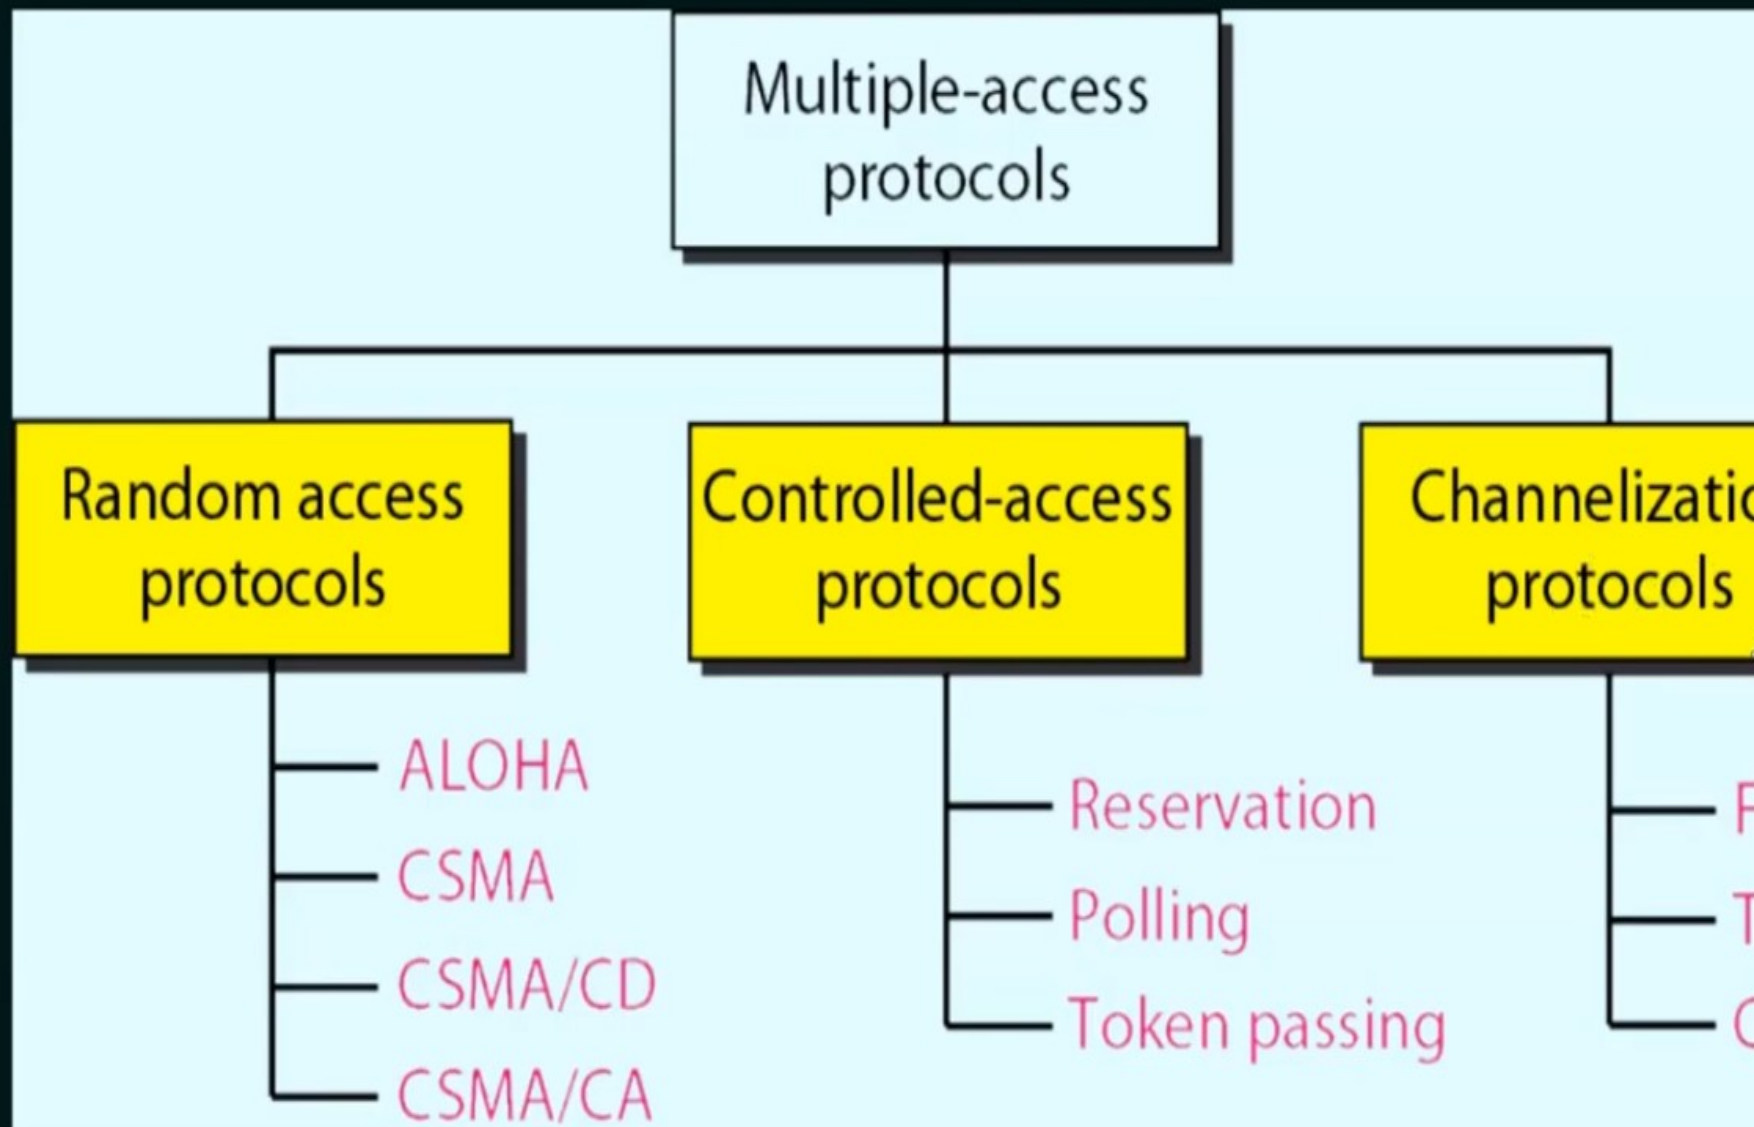 Multiple-access
protocols
Random access
protocols
Controlled-access
protocols
protocols
ALOHA
CSMA
CSMA/CD
CSMA/CA
Reservation
Polling
Token passing